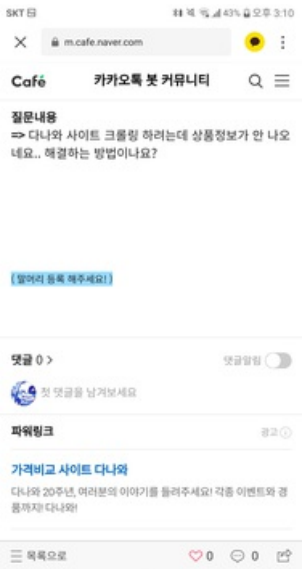 SKT
43% 오후 3:10
m.cafe.naver.com
Café 카카오톡 봇 커뮤니티
질문내용
=> 다나와 사이트 크롤링 하려는데 상품정보가 안 나오
네요.. 해결하는 방법이나요?
( 말머리 등록 해주세요! )
댓글 0 > 댓글알림
첫 댓글을 남겨보세요
파워링크 광고
가격비교 사이트 다나와
다나와 20주년, 여러분의 이야기를 들려주세요! 각종 이벤트와 경
품까지! 다나와!
목록으로 0 0